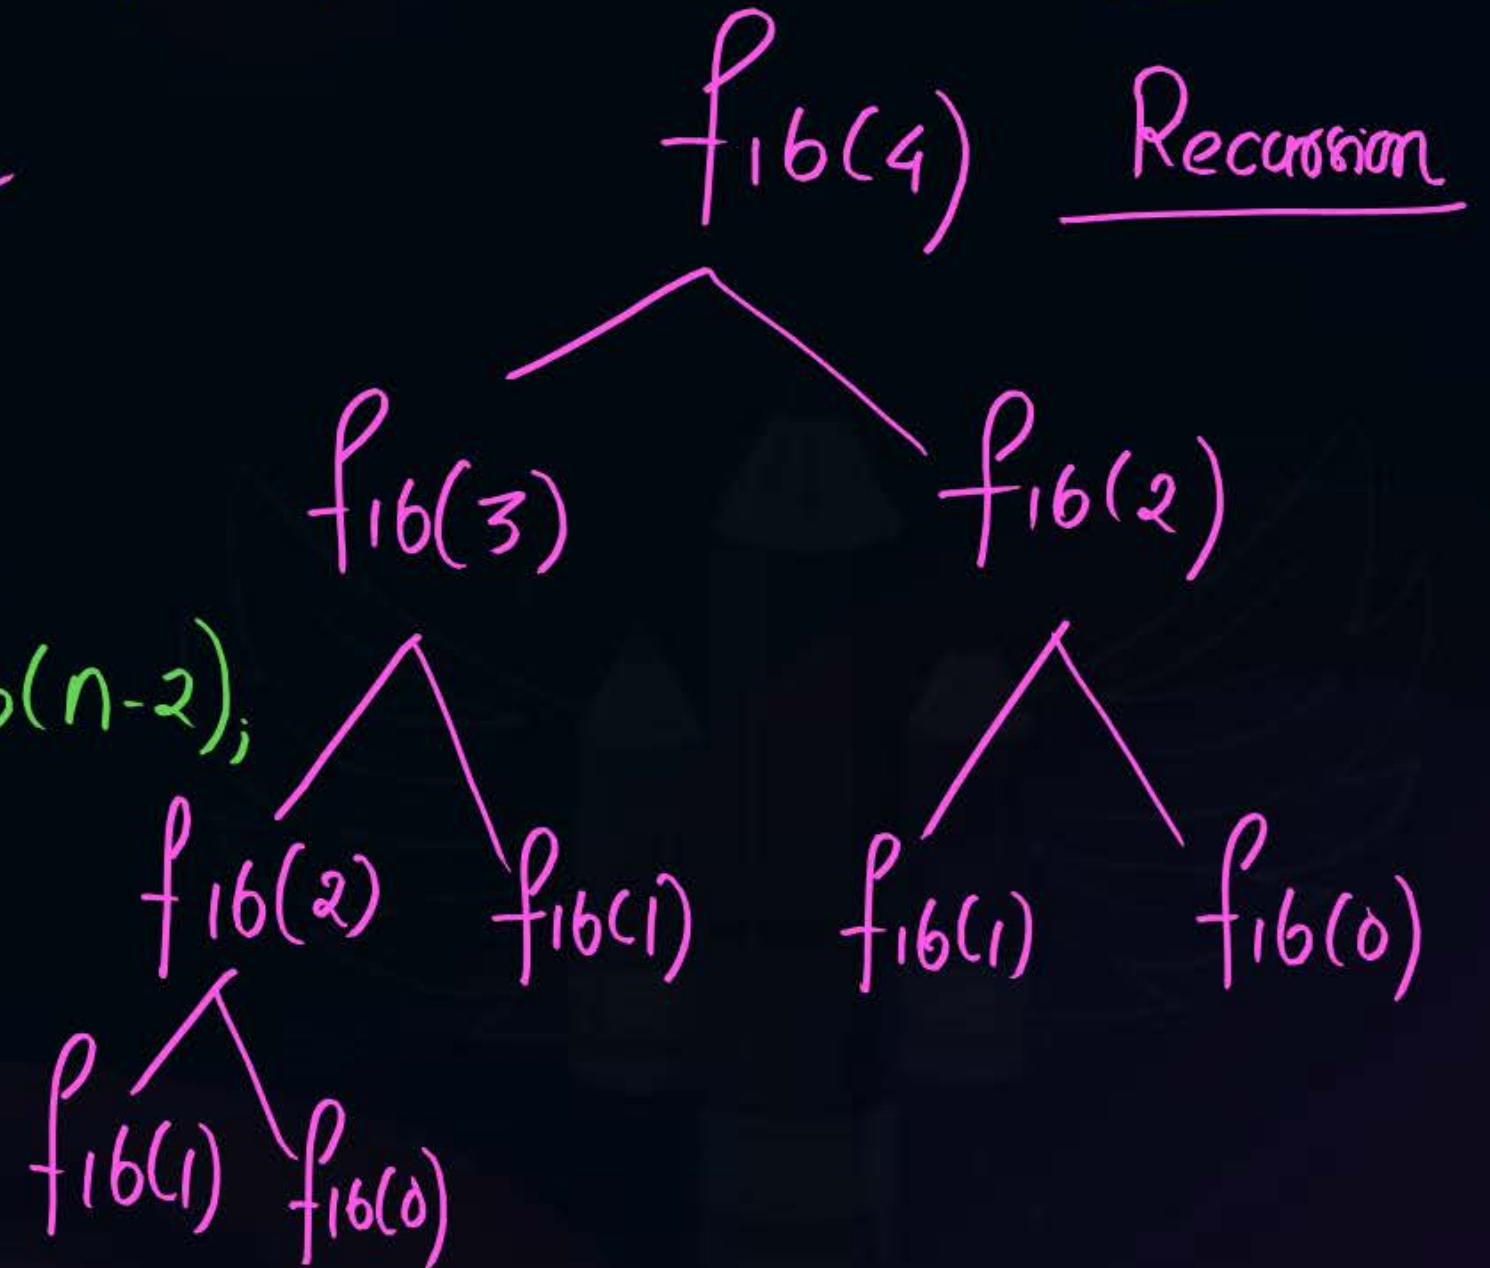 fib(4) Recursion
fib(3) fib(2)
b(n-2);
fib(2) fib(1) fib(1) fib(0)
fib(1) fib(0)